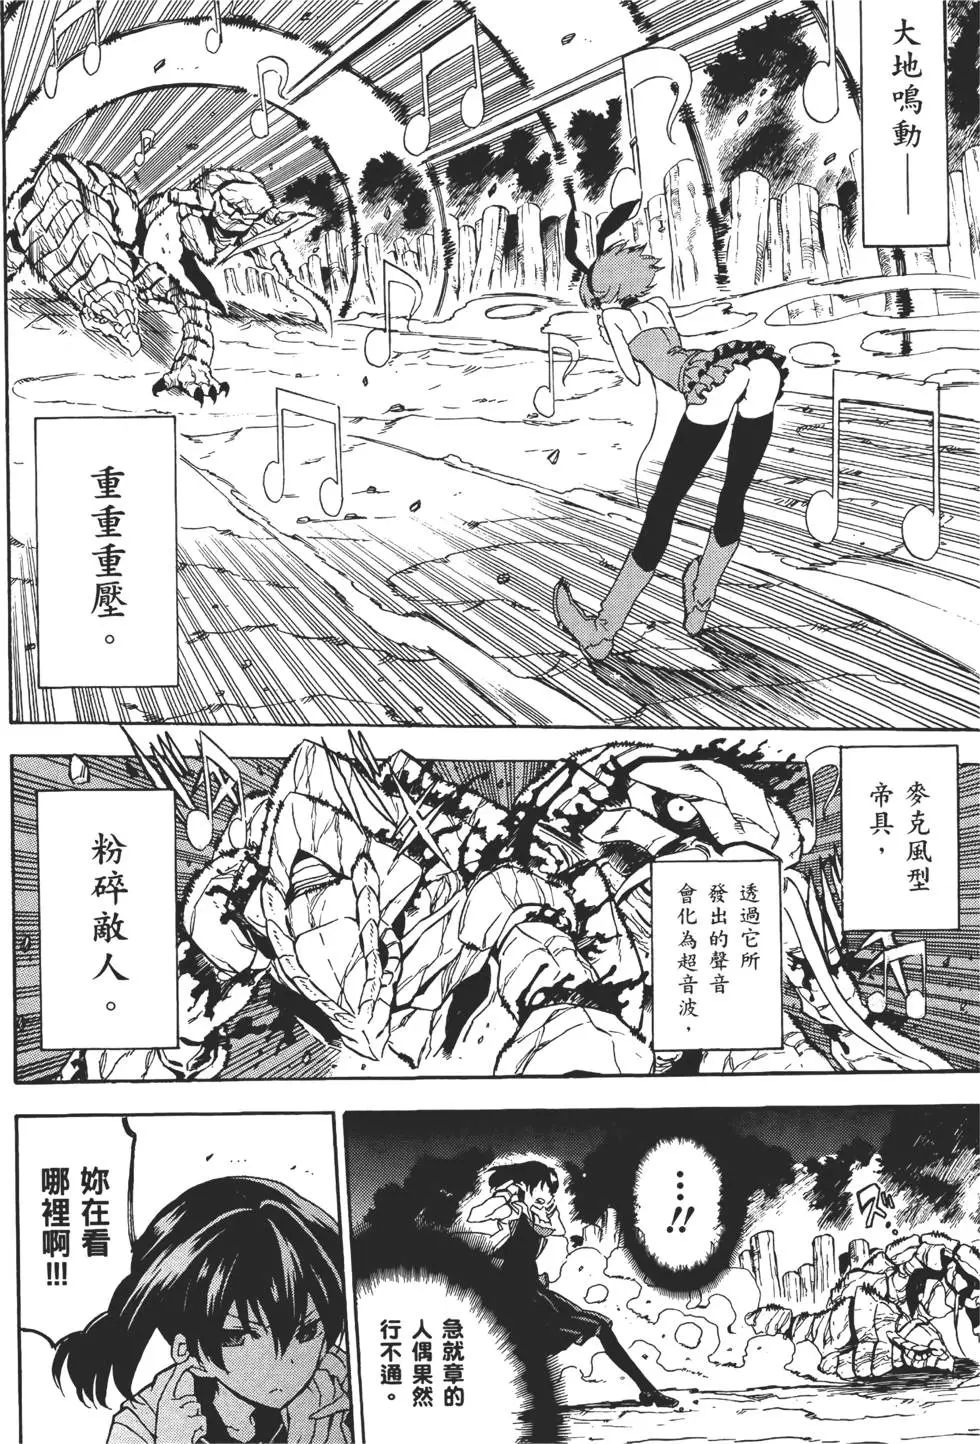 大地鳴動——
重重重壓。
麥克風型
帝具，
透過它所
發出的聲音
會化為超音波，
粉碎敵人。
…!!
急就章的
人偶果然
行不通。
妳在看
哪裡啊!!!